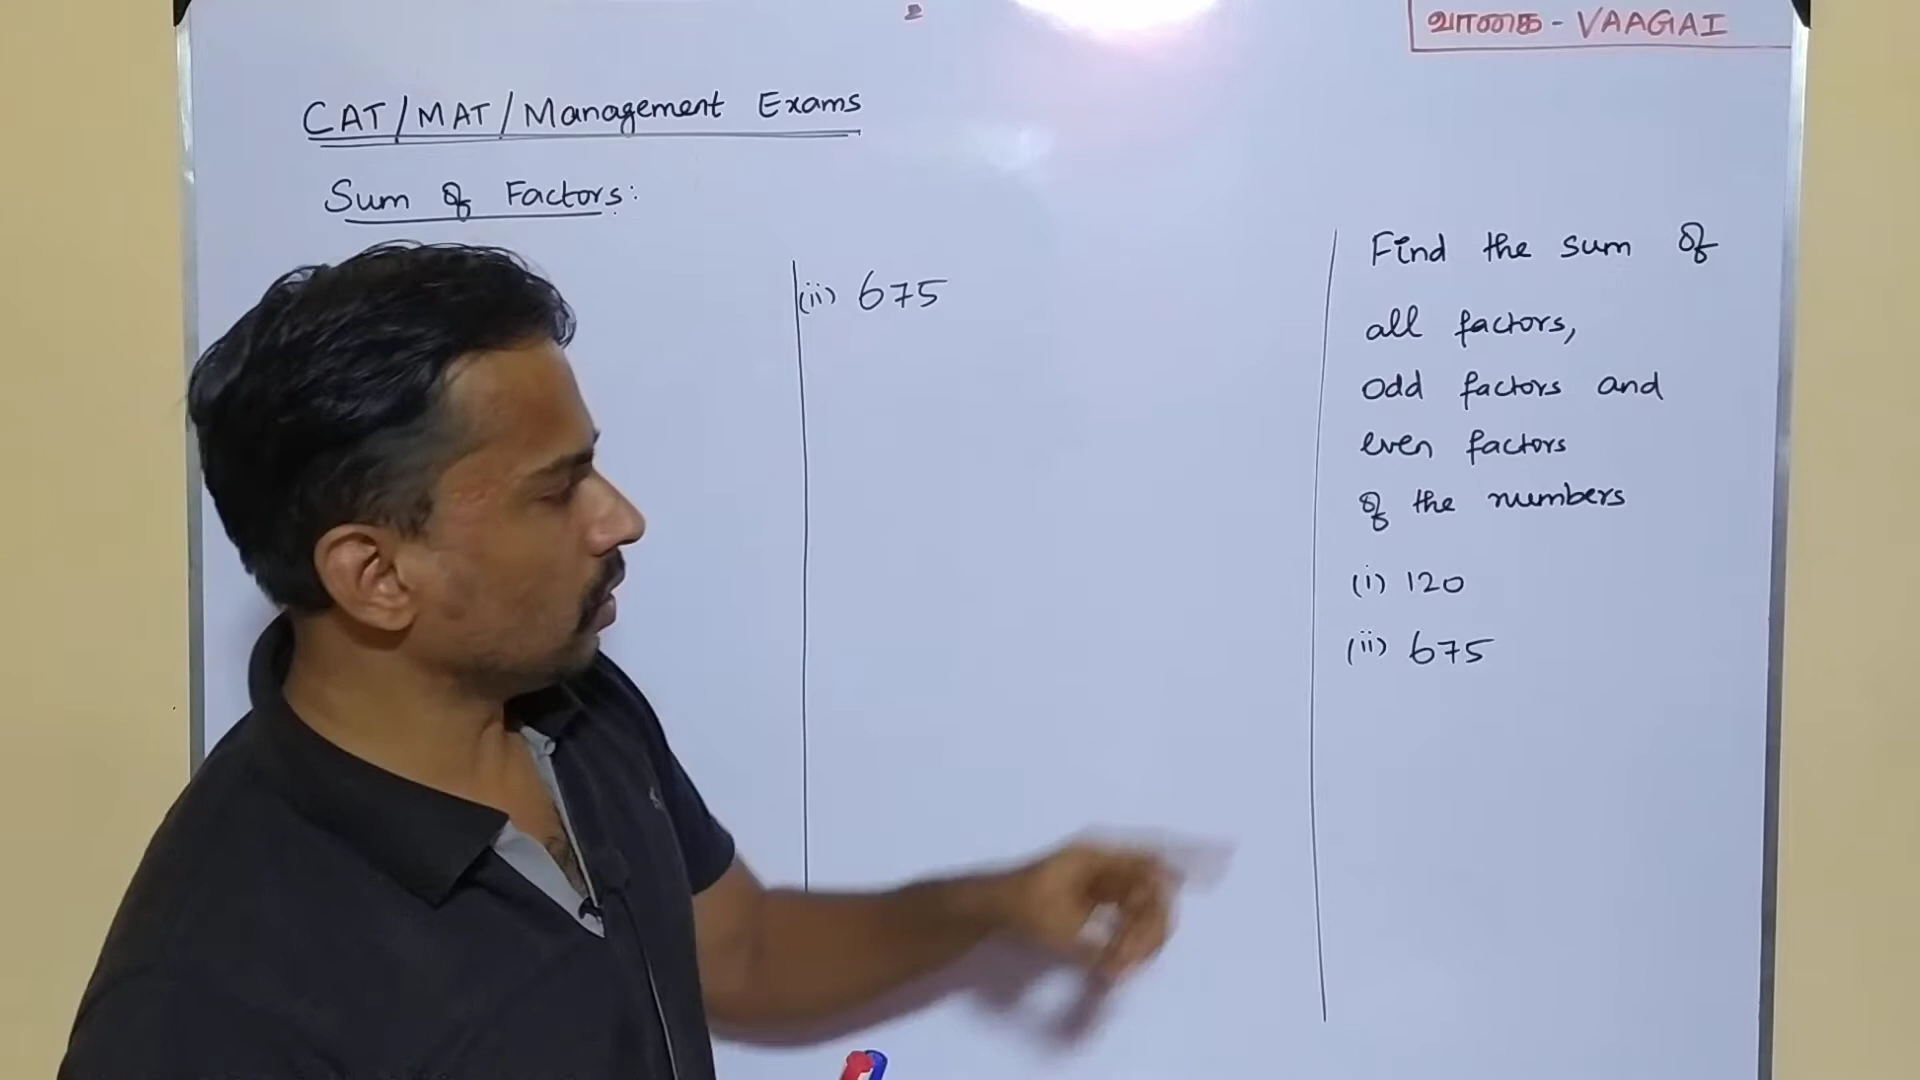 வாகை - VAAGAI
CAT/MAT/Management Exams
Sum of Factors:
(ii) 675
Find the sum of
all factors,
odd factors and
even factors
of the numbers
(i) 120
(ii) 675